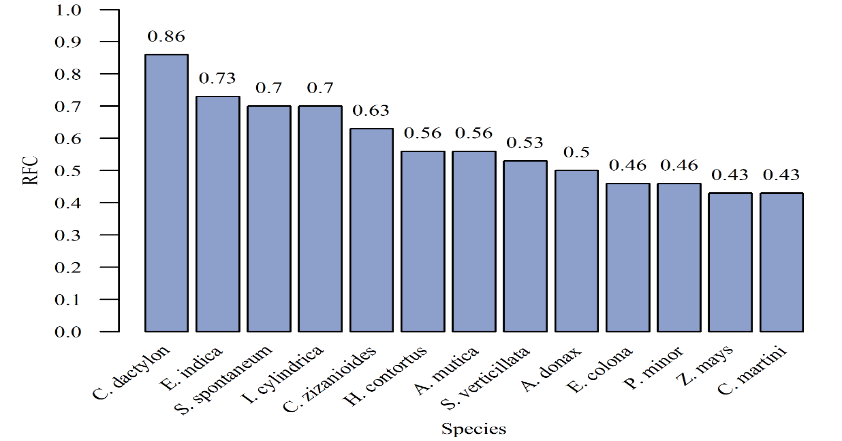 1.0
0.9
0.8
0.7
0.6
0.5
0.4
0.3
0.2
0.1
0.0
RFC
0.86
0.73
0.7
0.7
0.63
0.56
0.56
0.53
0.5
0.46
0.46
0.43
0.43
C. dactylon
E. indica
S. spontaneum
I. cylindrica
C. zizanioides
H. contortus
A. mutica
S. verticillata
A. donax
E. colona
P. minor
Z. mays
C. martini
Species